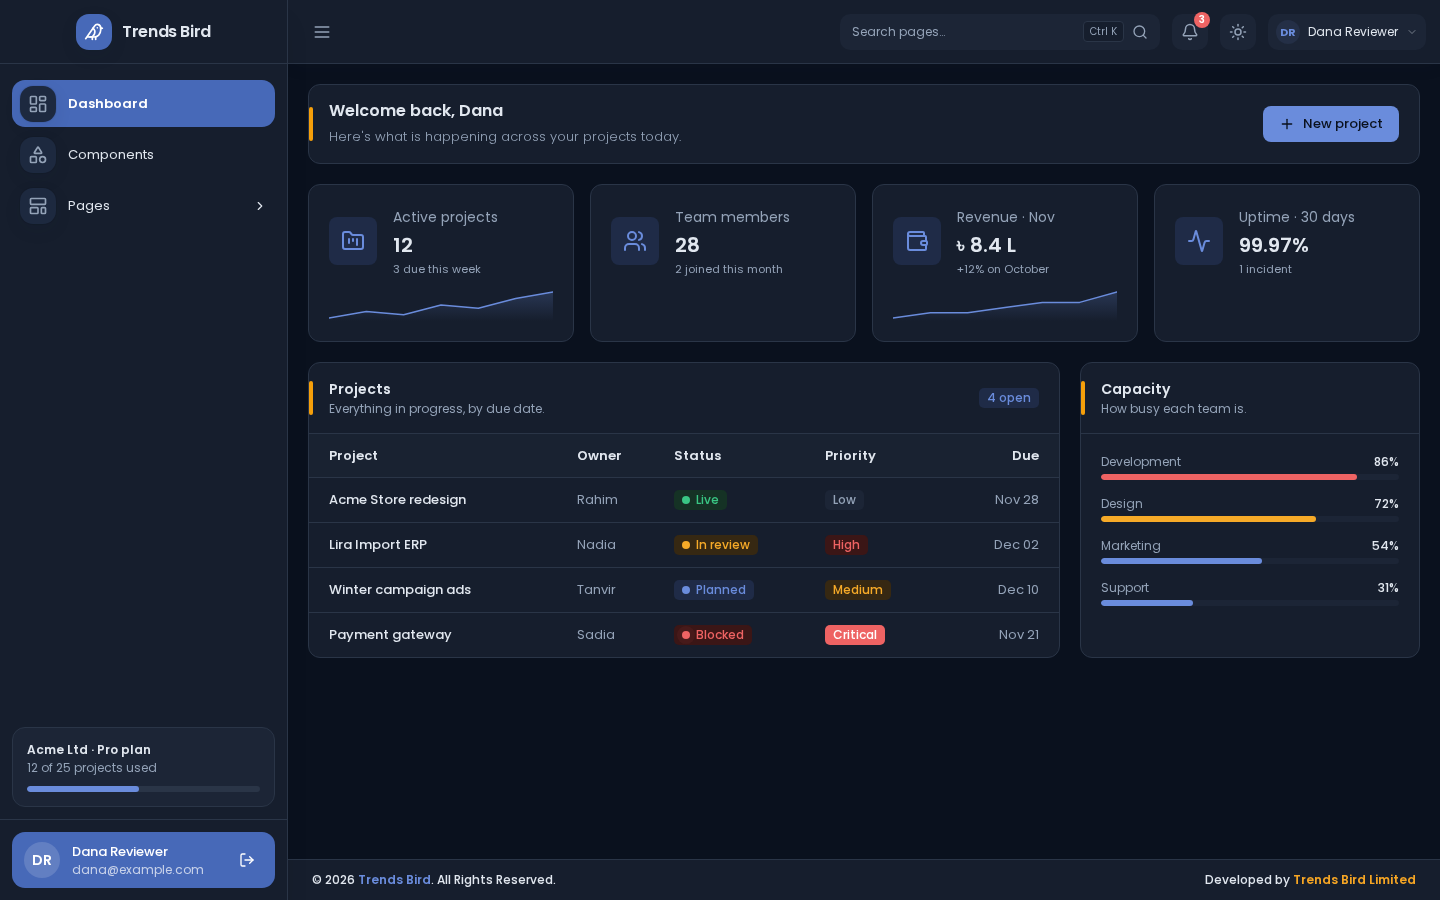 Trends Bird
Search pages...
Ctrl K
3
DR
Dana Reviewer
Dashboard
Components
Pages
Welcome back, Dana
Here's what is happening across your projects today.
New project
Active projects
12
3 due this week
Team members
28
2 joined this month
Revenue · Nov
৳ 8.4 L
+12% on October
Uptime · 30 days
99.97%
1 incident
Projects
Everything in progress, by due date.
4 open
Project Owner Status Priority Due
Acme Store redesign Rahim Live Low Nov 28
Lira Import ERP Nadia In review High Dec 02
Winter campaign ads Tanvir Planned Medium Dec 10
Payment gateway Sadia Blocked Critical Nov 21
Capacity
How busy each team is.
Development 86%
Design 72%
Marketing 54%
Support 31%
Acme Ltd · Pro plan
12 of 25 projects used
DR
Dana Reviewer
dana@example.com
© 2026 Trends Bird. All Rights Reserved.
Developed by Trends Bird Limited